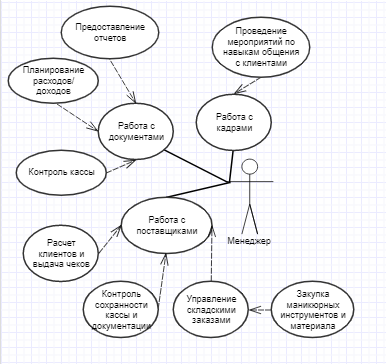 Предоставление
отчетов
Проведение
мероприятий по
навыкам общения
с клиентами
Планирование
расходов/
доходов
Работа с
документами
Работа с
кадрами
Контроль кассы
Работа с
поставщиками
Менеджер
Расчет
клиентов и
выдача чеков
Контроль
сохранности
кассы и
документации
Управление
складскими
заказами
Закупка
маникюрных
инструментов и
материала